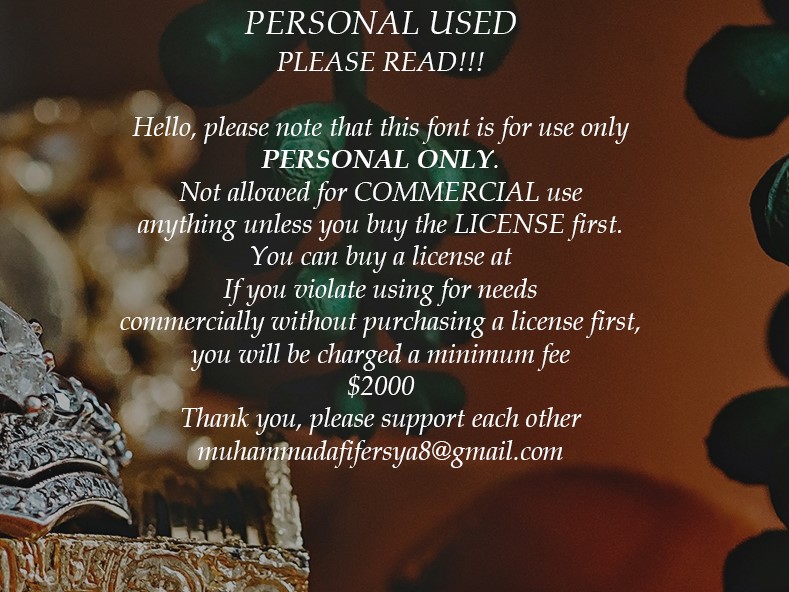 PERSONAL USED
PLEASE READ!!!
Hello, please note that this font is for use only
PERSONAL ONLY.
Not allowed for COMMERCIAL use
anything unless you buy the LICENSE first.
You can buy a license at
If you violate using for needs
commercially without purchasing a license first,
you will be charged a minimum fee
$2000
Thank you, please support each other
muhammadafifersya8@gmail.com